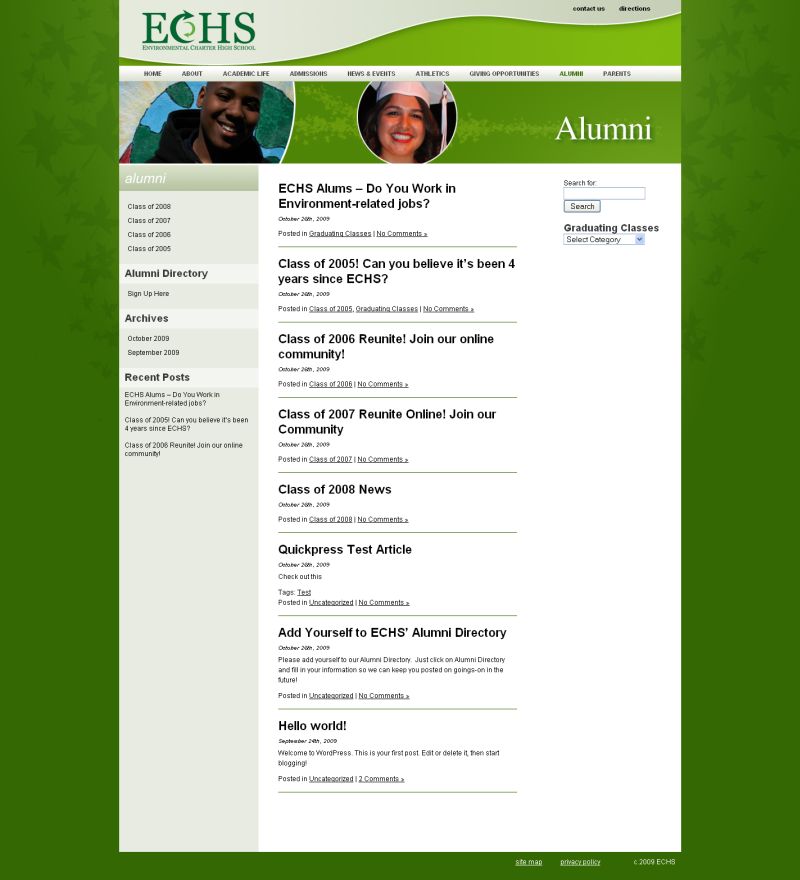 contact us directions
ECHS
ENVIRONMENTAL CHARTER HIGH SCHOOL
HOME ABOUT ACADEMIC LIFE ADMISSIONS NEWS & EVENTS ATHLETICS GIVING OPPORTUNITIES ALUMNI PARENTS
Alumni
alumni
Class of 2008
Class of 2007
Class of 2006
Class of 2005
Alumni Directory
Sign Up Here
Archives
October 2009
September 2009
Recent Posts
ECHS Alums – Do You Work in
Environment-related jobs?
Class of 2005! Can you believe it's been
4 years since ECHS?
Class of 2006 Reunite! Join our online
community!
ECHS Alums – Do You Work in
Environment-related jobs?
October 26th, 2009
Posted in Graduating Classes | No Comments »
Class of 2005! Can you believe it's been 4
years since ECHS?
October 26th, 2009
Posted in Class of 2005, Graduating Classes | No Comments »
Class of 2006 Reunite! Join our online
community!
October 26th, 2009
Posted in Class of 2006 | No Comments »
Class of 2007 Reunite Online! Join our
Community
October 26th, 2009
Posted in Class of 2007 | No Comments »
Class of 2008 News
October 26th, 2009
Posted in Class of 2008 | No Comments »
Quickpress Test Article
October 26th, 2009
Check out this
Tags: Test
Posted in Uncategorized | No Comments »
Add Yourself to ECHS' Alumni Directory
October 26th, 2009
Please add yourself to our Alumni Directory. Just click on Alumni Directory
and fill in your information so we can keep you posted on goings-on in the
future!
Posted in Uncategorized | No Comments »
Hello world!
September 24th, 2009
Welcome to WordPress. This is your first post. Edit or delete it, then start
blogging!
Posted in Uncategorized | 2 Comments »
Search for:
Search
Graduating Classes
Select Category
site map privacy policy c 2009 ECHS